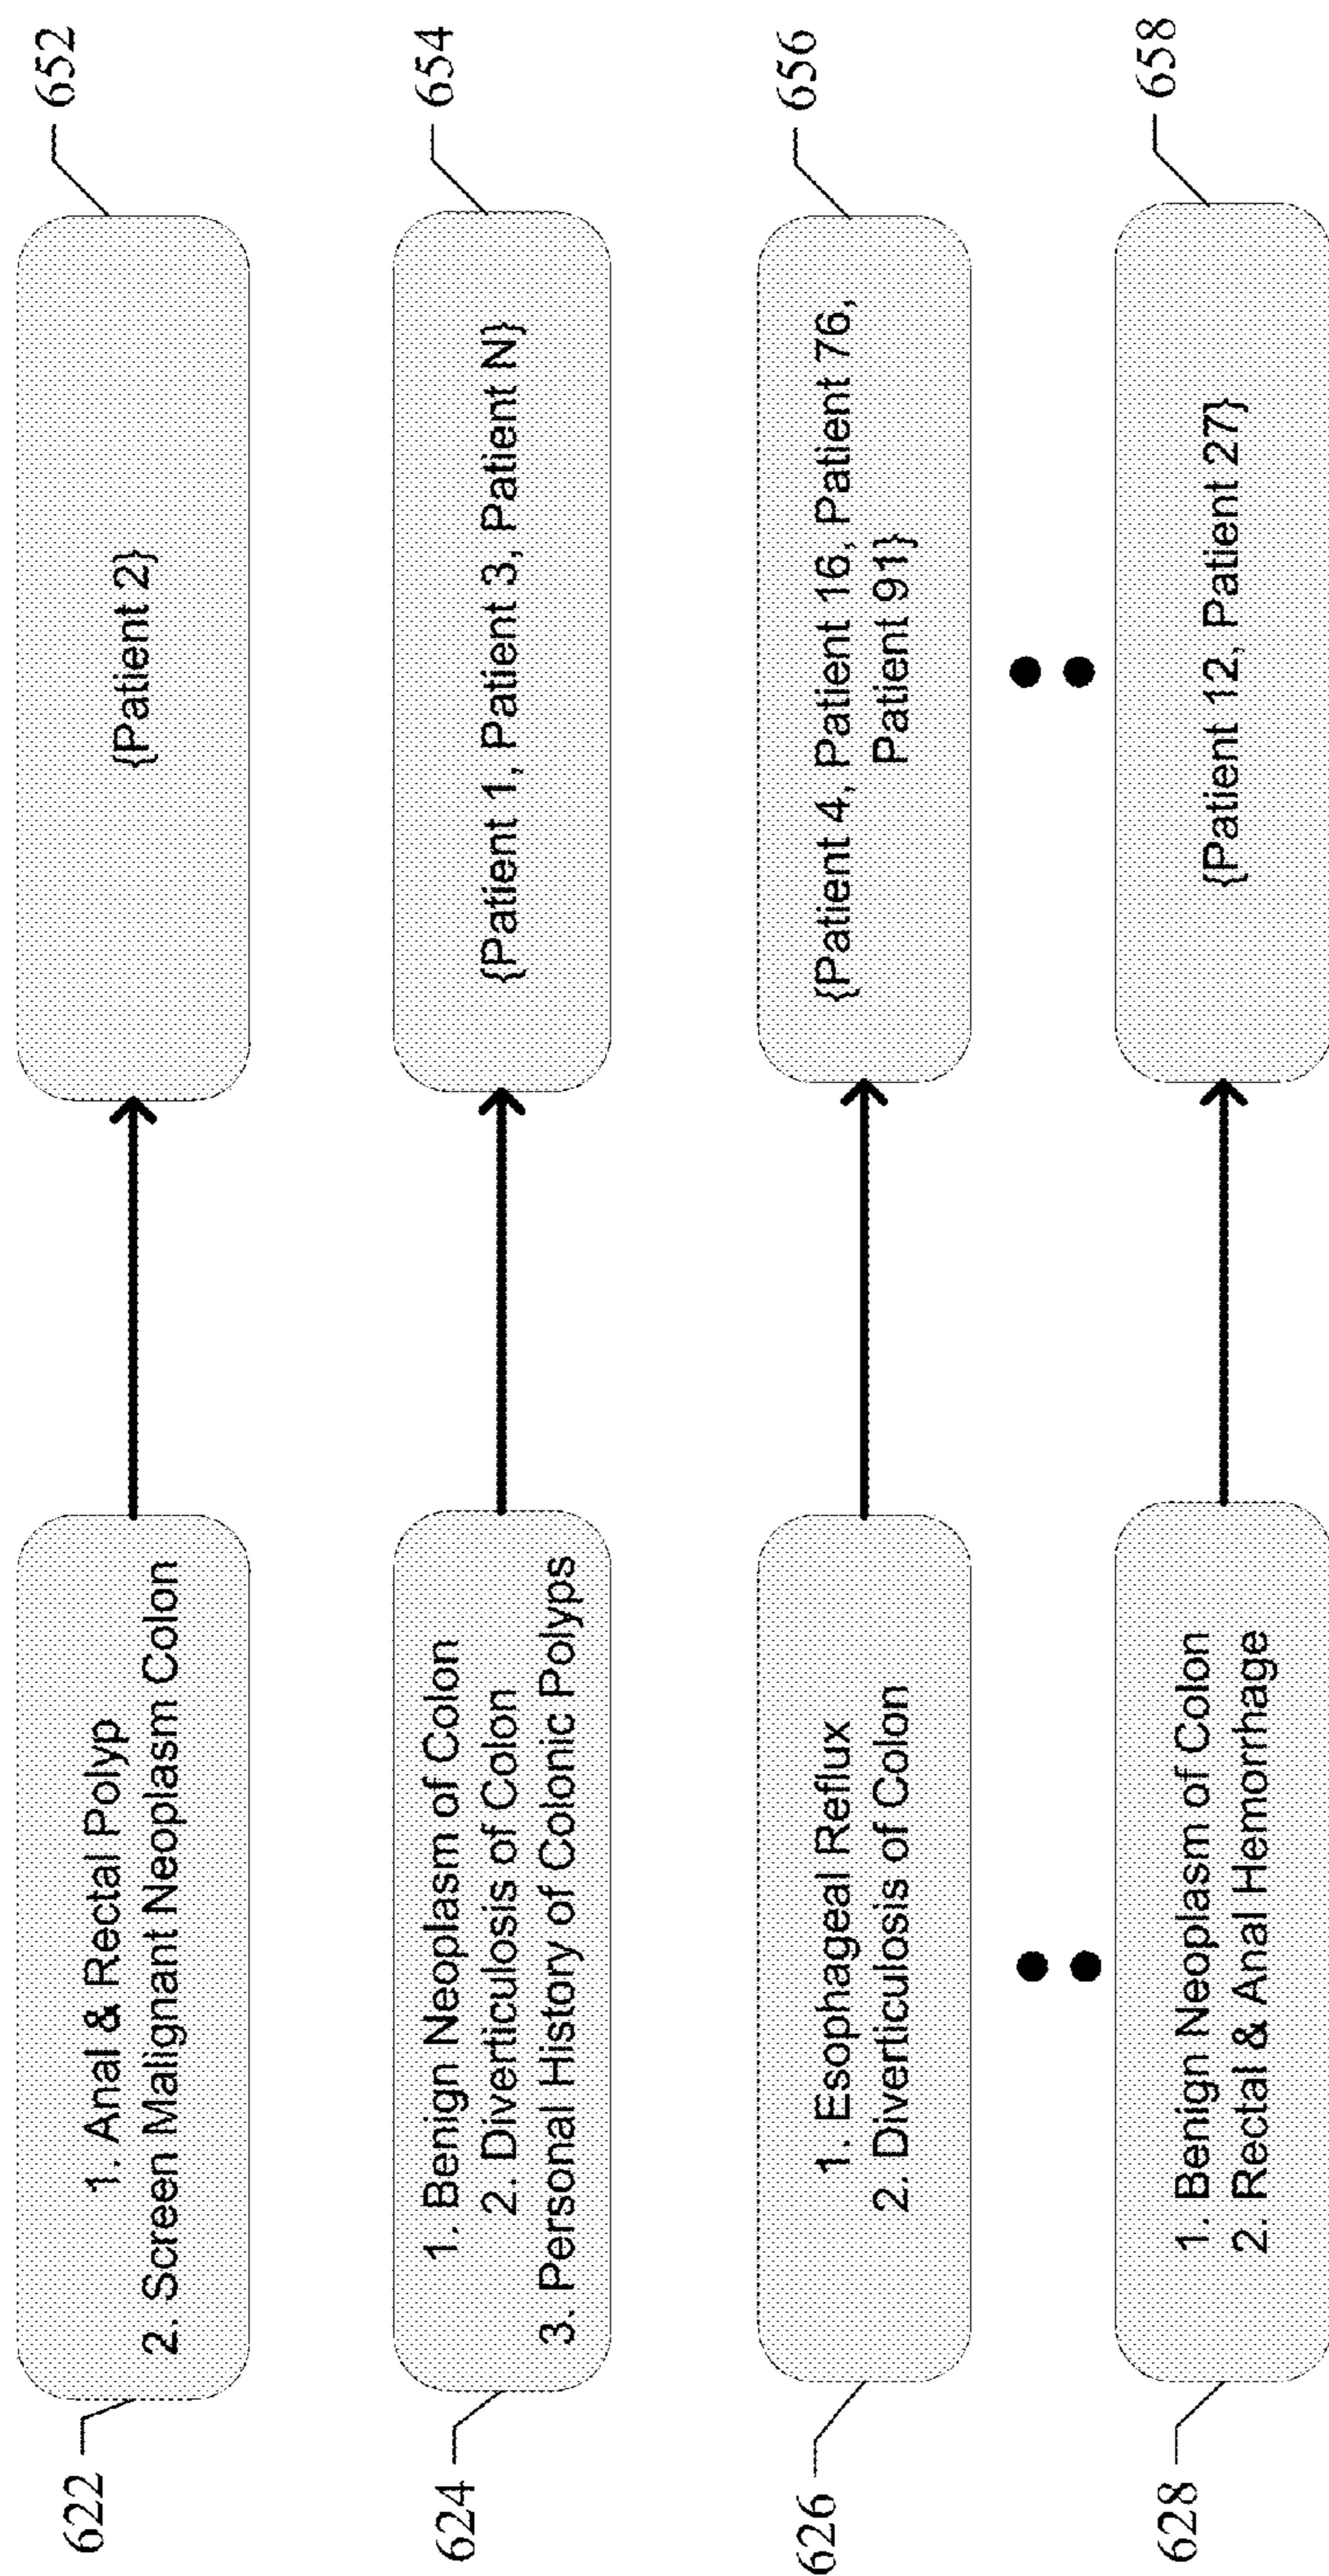 622
1. Anal & Rectal Polyp
2. Screen Malignant Neoplasm Colon
{Patient 2}
652
624
1. Benign Neoplasm of Colon
2. Diverticulosis of Colon
3. Personal History of Colonic Polyps
{Patient 1, Patient 3, Patient N}
654
626
1. Esophageal Reflux
2. Diverticulosis of Colon
{Patient 4, Patient 16, Patient 76,
Patient 91}
656
628
1. Benign Neoplasm of Colon
2. Rectal & Anal Hemorrhage
{Patient 12, Patient 27}
658